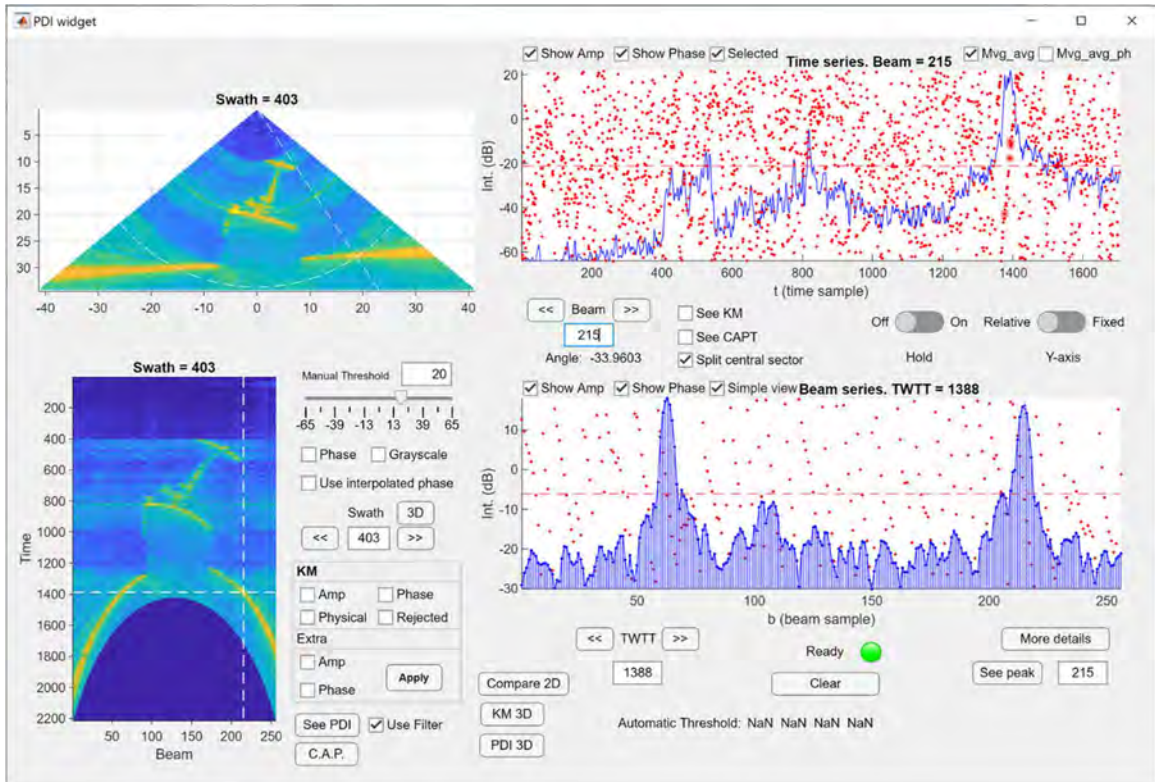 PDI widget
Show Amp Show Phase Selected Mvg_avg Mvg_avg_ph
Time series. Beam = 215
Swath = 403
5
10
15
20
25
30
-40 -30 -20 -10 0 10 20 30 40
Int. (dB)
20
0
-20
-40
-60
200 400 600 800 1000 1200 1400 1600
t (time sample)
<< Beam >>
215
Angle: -33.9603
See KM
See CAPT
Split central sector
Off On Relative Fixed
Hold Y-axis
Swath = 403
Time
200
400
600
800
1000
1200
1400
1600
1800
2000
2200
50 100 150 200 250
Beam
Manual Threshold 20
-65 -39 -13 13 39 65
Phase Grayscale
Use interpolated phase
Swath 3D
<< 403 >>
KM
Amp Phase
Physical Rejected
Extra
Amp
Phase
Apply
See PDI Use Filter
C.A.P.
Show Amp Show Phase Simple view Beam series. TWTT = 1388
Int. (dB)
10
0
-10
-20
-30
50 100 150 200 250
b (beam sample)
<< TWTT >>
1388
Ready
More details
See peak 215
Clear
Compare 2D
KM 3D
PDI 3D
Automatic Threshold: NaN NaN NaN NaN